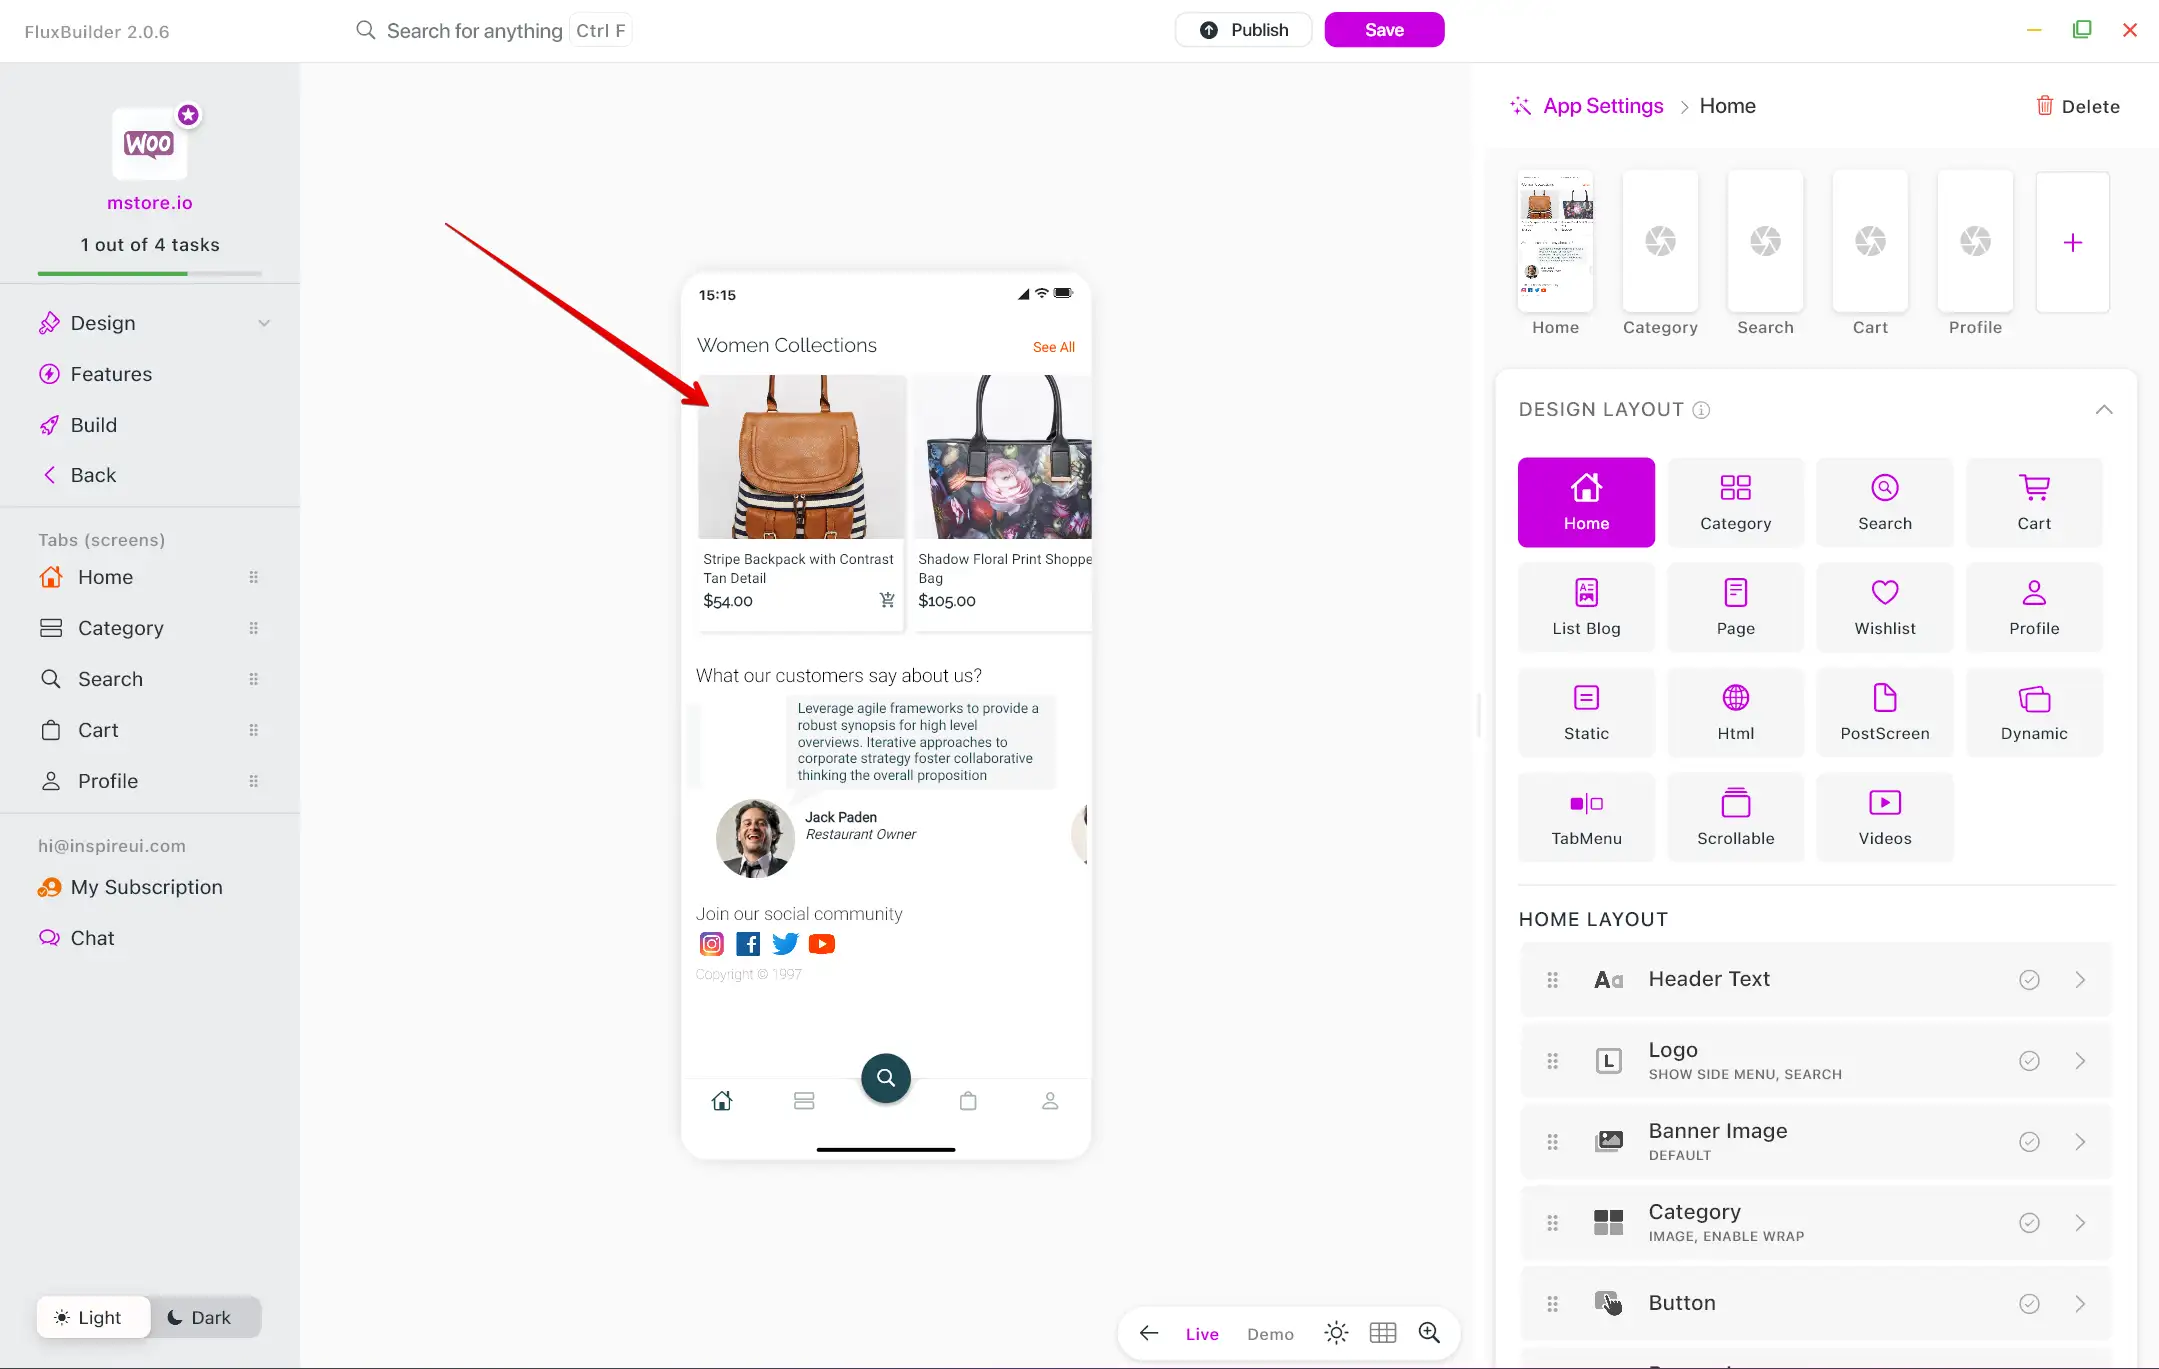 FluxBuilder 2.0.6
Search for anything Ctrl F
Publish
Save
WOO
mstore.io
1 out of 4 tasks
Design
Features
Build
Back
Tabs (screens)
Home
Category
Search
Cart
Profile
hi@inspireui.com
My Subscription
Chat
Light
Dark
15:15
Women Collections
See All
Stripe Backpack with Contrast
Tan Detail
$54.00
Shadow Floral Print Shoppe
Bag
$105.00
What our customers say about us?
Leverage agile frameworks to provide a
robust synopsis for high level
overviews. Iterative approaches to
corporate strategy foster collaborative
thinking the overall proposition
Jack Paden
Restaurant Owner
Join our social community
Copyright © 1997
Live
Demo
App Settings > Home
Delete
Home
Category
Search
Cart
Profile
DESIGN LAYOUT
Home
Category
Search
Cart
List Blog
Page
Wishlist
Profile
Static
Html
PostScreen
Dynamic
TabMenu
Scrollable
Videos
HOME LAYOUT
Aa Header Text
L Logo
SHOW SIDE MENU, SEARCH
Banner Image
DEFAULT
Category
IMAGE, ENABLE WRAP
Button